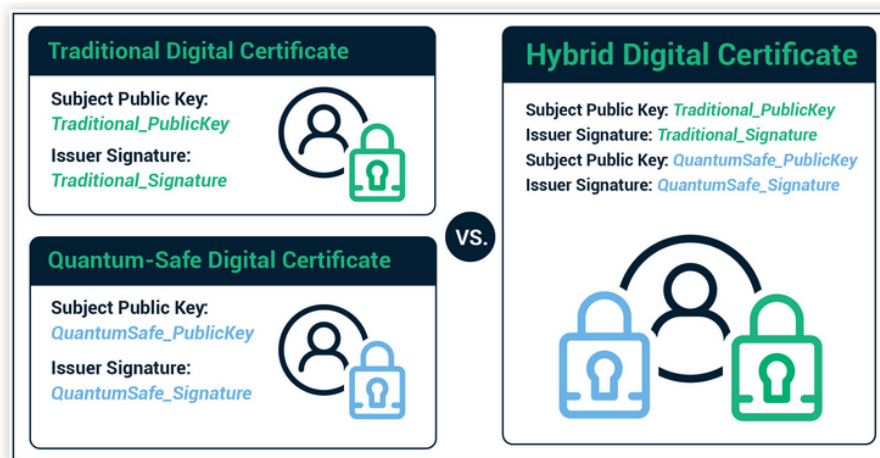 Traditional Digital Certificate
Subject Public Key:
Traditional_PublicKey
Issuer Signature:
Traditional_Signature
Quantum-Safe Digital Certificate
Subject Public Key:
QuantumSafe_PublicKey
Issuer Signature:
QuantumSafe_Signature
VS.
Hybrid Digital Certificate
Subject Public Key: Traditional_PublicKey
Issuer Signature: Traditional_Signature
Subject Public Key: QuantumSafe_PublicKey
Issuer Signature: QuantumSafe_Signature